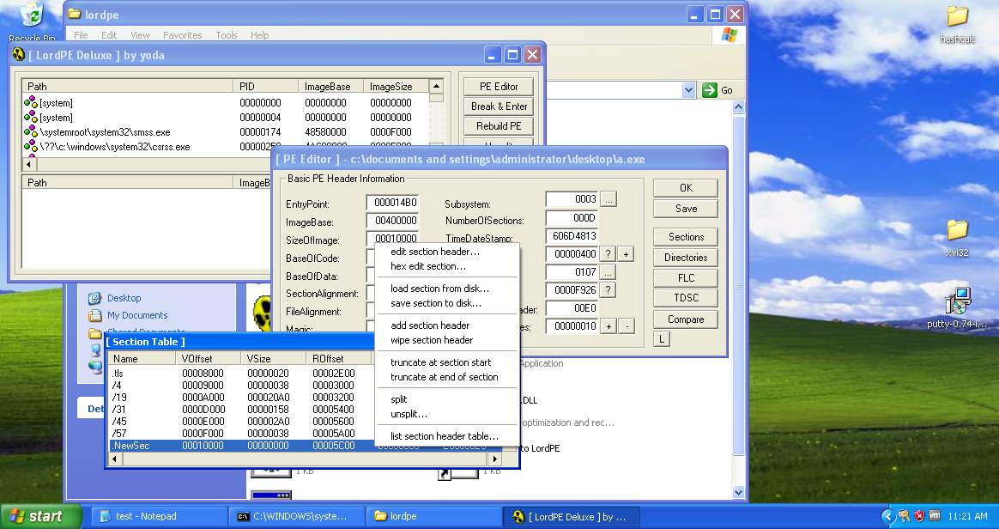 lordpe
File Edit View Favorites Tools Help
Recycle Bin
hashcalc
[ LordPE Deluxe ] by yoda
Path PID ImageBase ImageSize
[system] 00000000 00000000 00000000
[system] 00000004 00000000 00000000
\systemroot\system32\smss.exe 00000174 48580000 0000F000
\??\c:\windows\system32\csrss.exe
PE Editor
Break & Enter
Rebuild PE
Go
Path ImageB
[ PE Editor ] - c:\documents and settings\administrator\desktop\a.exe
Basic PE Header Information
EntryPoint: 000014B0 Subsystem: 0003 ...
ImageBase: 00400000 NumberOfSections: 000D
SizeOfImage: 00010000 TimeDateStamp: 606D4813
BaseOfCode: 00000400 ? +
BaseOfData: 0107 ...
SectionAlignment: 0000F926 ?
FileAlignment: ader: 00E0
Magic: es: 00000010 + -
OK
Save
Sections
Directories
FLC
TDSC
Compare
L
edit section header...
hex edit section...
load section from disk...
save section to disk...
add section header
wipe section header
truncate at section start
truncate at end of section
split
unsplit...
list section header table...
Desktop
My Documents
Shared Documents
Det
[ Section Table ]
Name VOffset VSize ROffset
.tls 00008000 00000020 00002E00
/4 00009000 00000038 00003000
/19 0000A000 000020A0 00003200
/31 0000D000 00000158 00005400
/45 0000E000 000002A0 00005600
/57 0000F000 00000038 00005A00
.NewSec 00010000 00000000 00005C00 00000000 E00000E0
Application
.DLL
optimization and rec...
to LordPE
1 KB 1 KB
xvi32
putty-0.74-i...
start
test - Notepad
C:\WINDOWS\syste...
lordpe
[ LordPE Deluxe ] by ...
11:21 AM